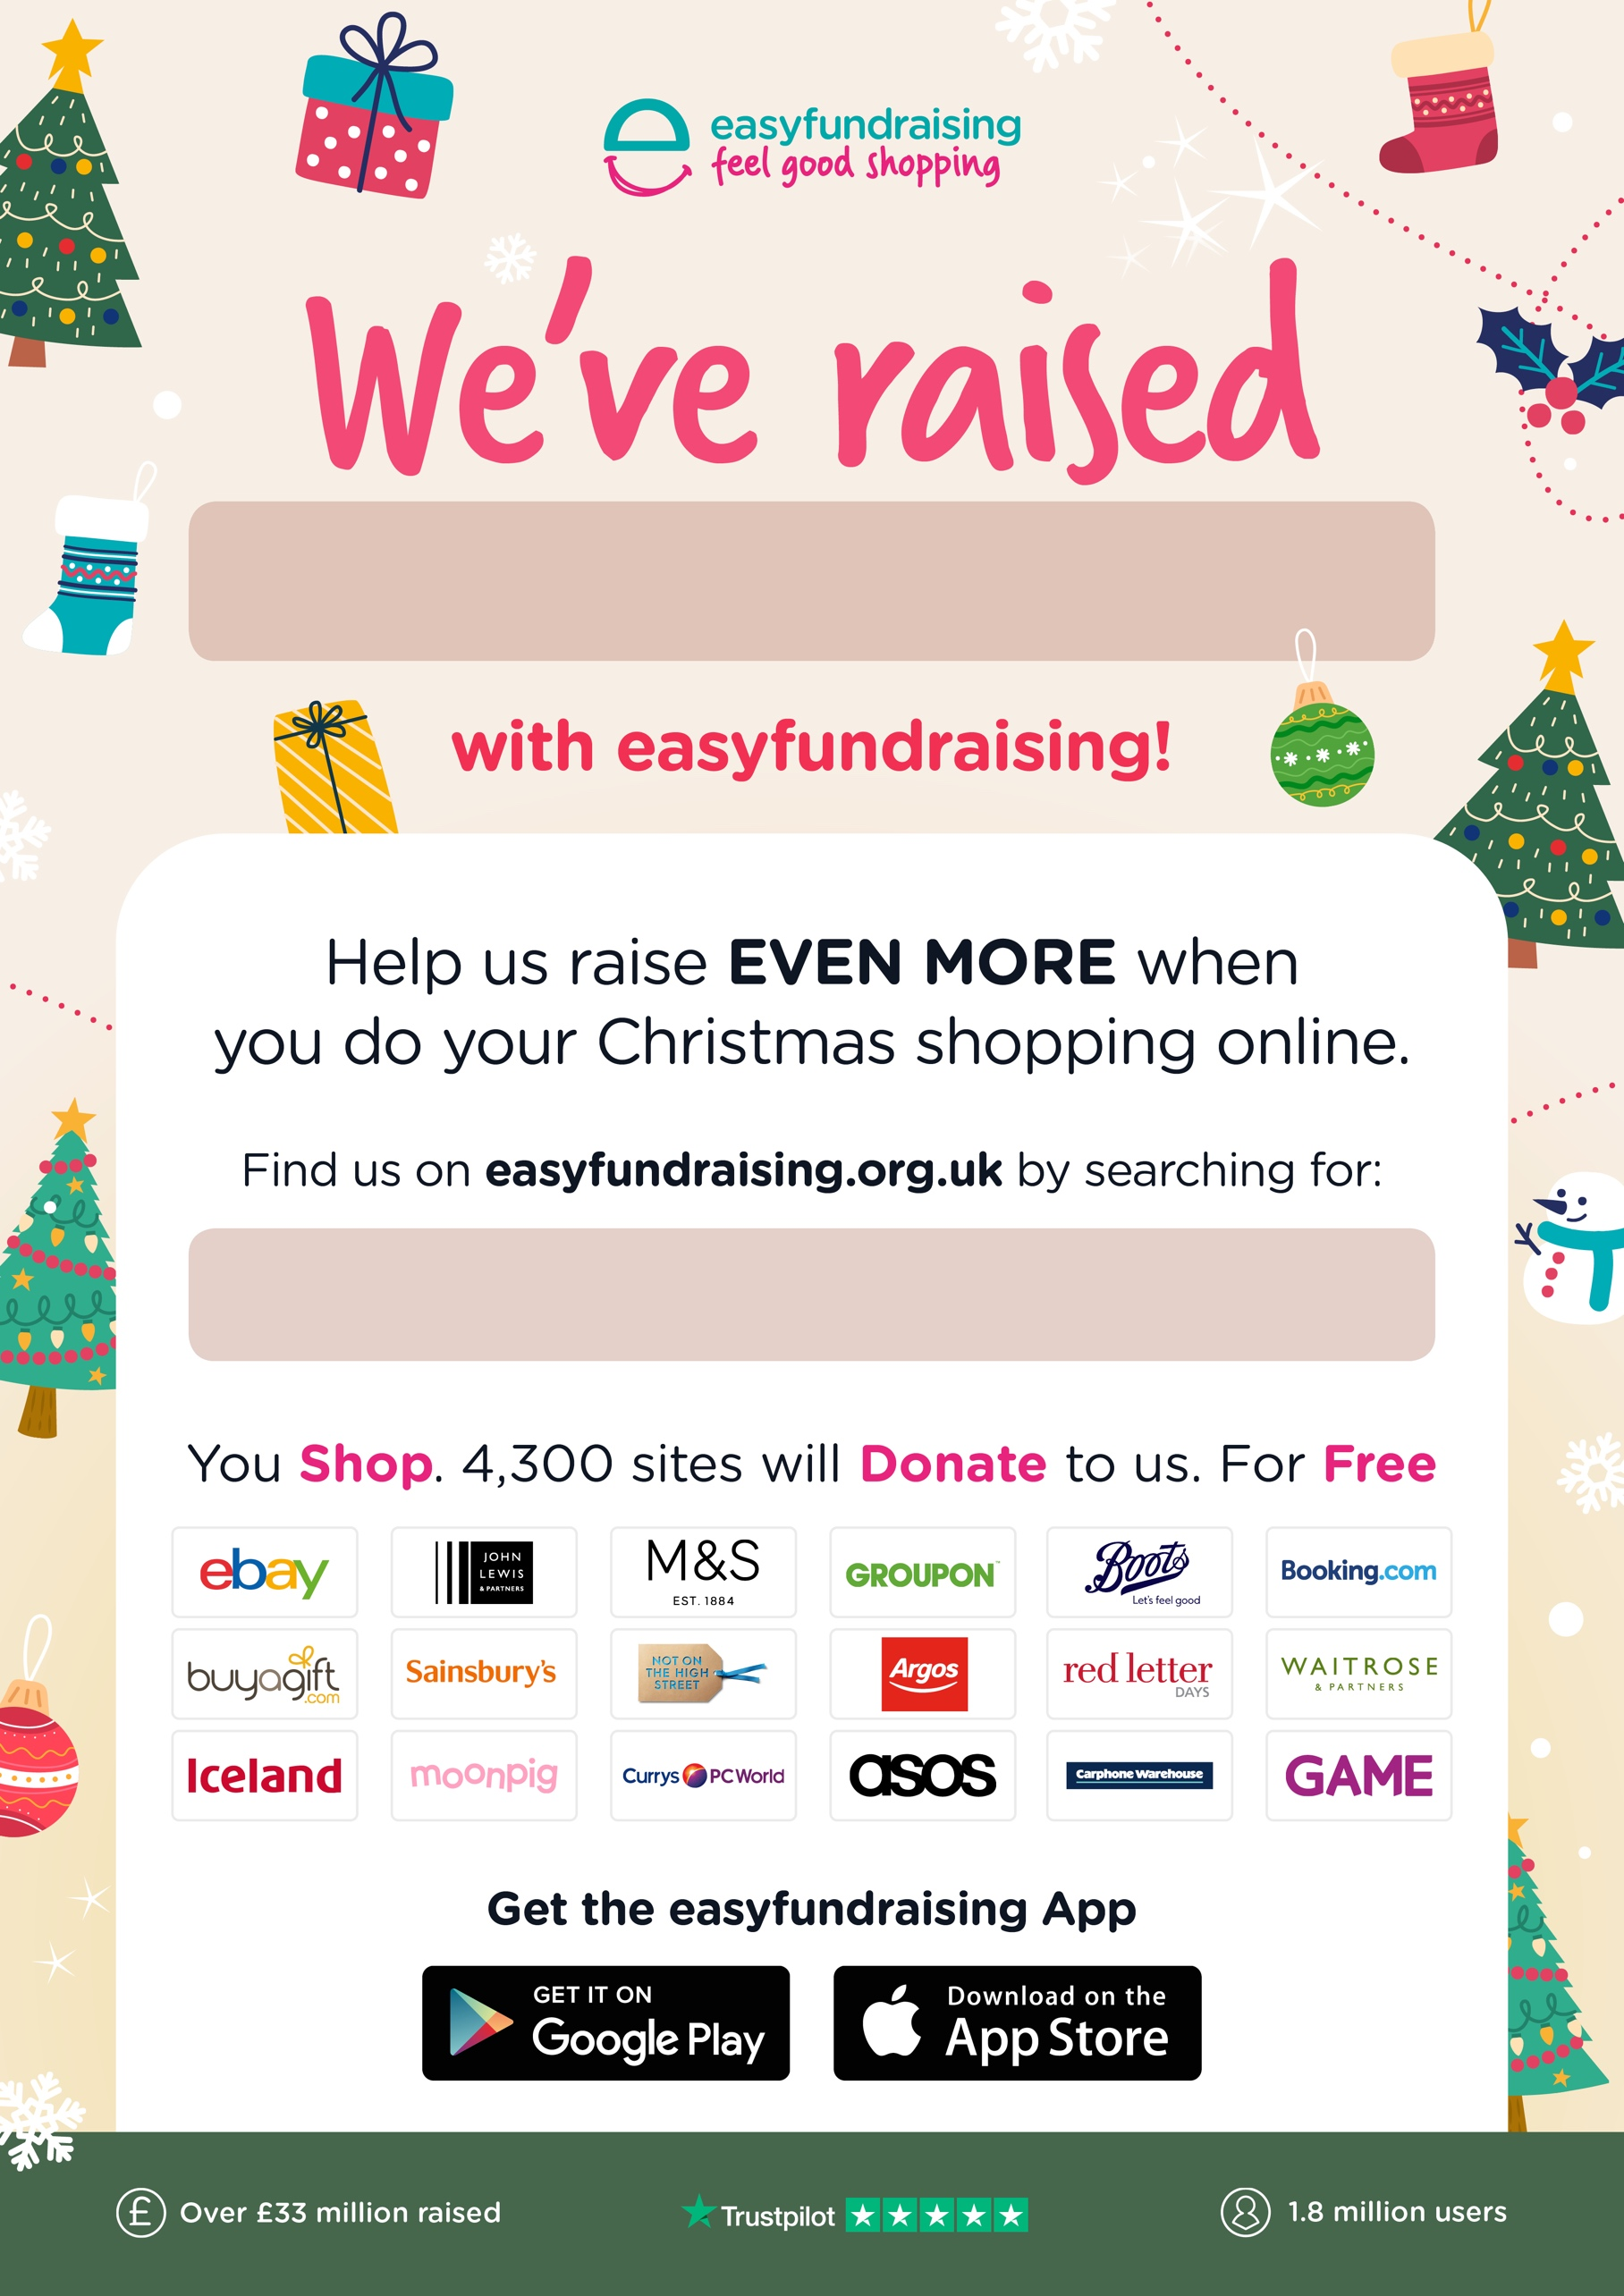 easyfundraising
feel good shopping
We've raised
with easyfundraising!
Help us raise EVEN MORE when
you do your Christmas shopping online.
Find us on easyfundraising.org.uk by searching for:
You Shop. 4,300 sites will Donate to us. For Free
ebay
JOHN
LEWIS
& PARTNERS
M&S
EST. 1884
GROUPON™
Boots
Let's feel good
Booking.com
buyagift
.com
Sainsbury's
NOT ON
THE HIGH
STREET
Argos
red letter
DAYS
WAITROSE
& PARTNERS
Iceland
moonpig
Currys PC World
asos
Carphone Warehouse
GAME
Get the easyfundraising App
GET IT ON
Google Play
Download on the
App Store
£ Over £33 million raised
Trustpilot
1.8 million users